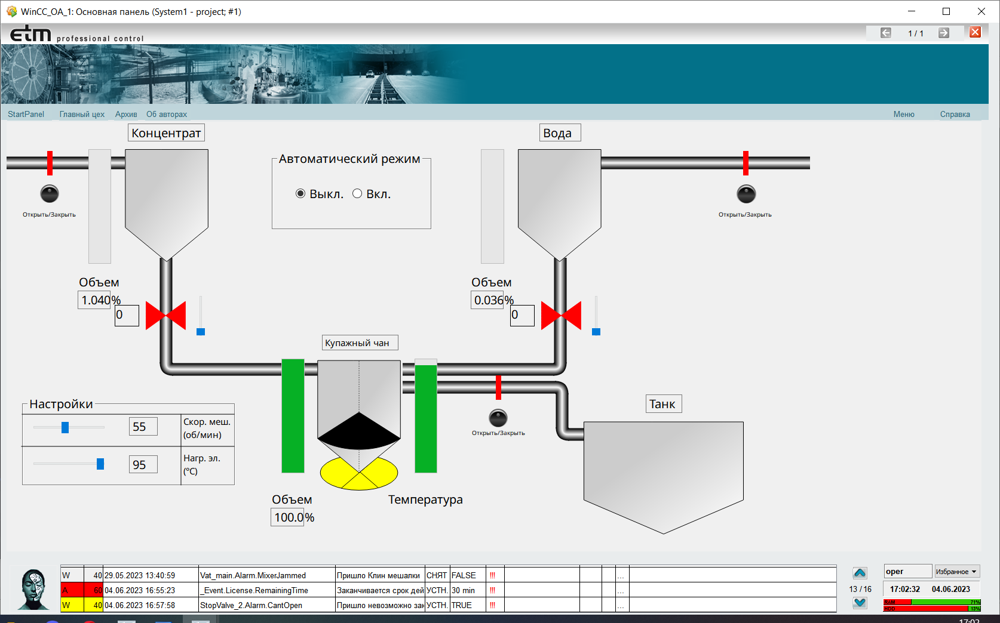 WinCC_OA_1: Основная панель (System1 - project; #1)
etm professional control
1 / 1
StartPanel Главный цех Архив Об авторах Меню Справка
Концентрат
Вода
Автоматический режим
Выкл. Вкл.
Открыть/Закрыть
Открыть/Закрыть
Объем
1.040%
0
Объем
0.036%
0
Купажный чан
Настройки
55
Скор. меш.
(об/мин)
95
Нагр. эл.
(°C)
Открыть/Закрыть
Танк
Объем
100.0%
Температура
W 40 29.05.2023 13:40:59 Vat_main.Alarm.MixerJammed Пришло Клин мешалки СНЯТ FALSE !!! ...
A 60 04.06.2023 16:55:23 _Event.License.RemainingTime Заканчивается срок дей УСТН. 30 min !!! ...
W 40 04.06.2023 16:57:58 StopValve_2.Alarm.CantOpen Пришло невозможно зак УСТН. TRUE !!! ...
13 / 16
oper Избранное
17:02:32 04.06.2023
RAM 71%
HDD 13%
17:02